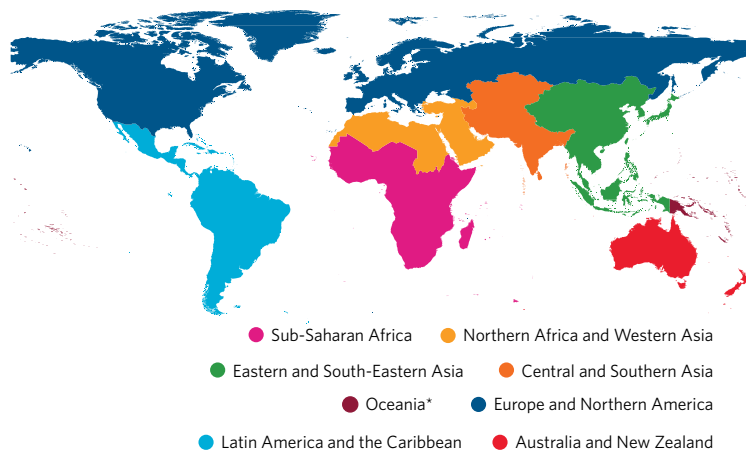 Sub-Saharan Africa Northern Africa and Western Asia
Eastern and South-Eastern Asia Central and Southern Asia
Oceania* Europe and Northern America
Latin America and the Caribbean Australia and New Zealand